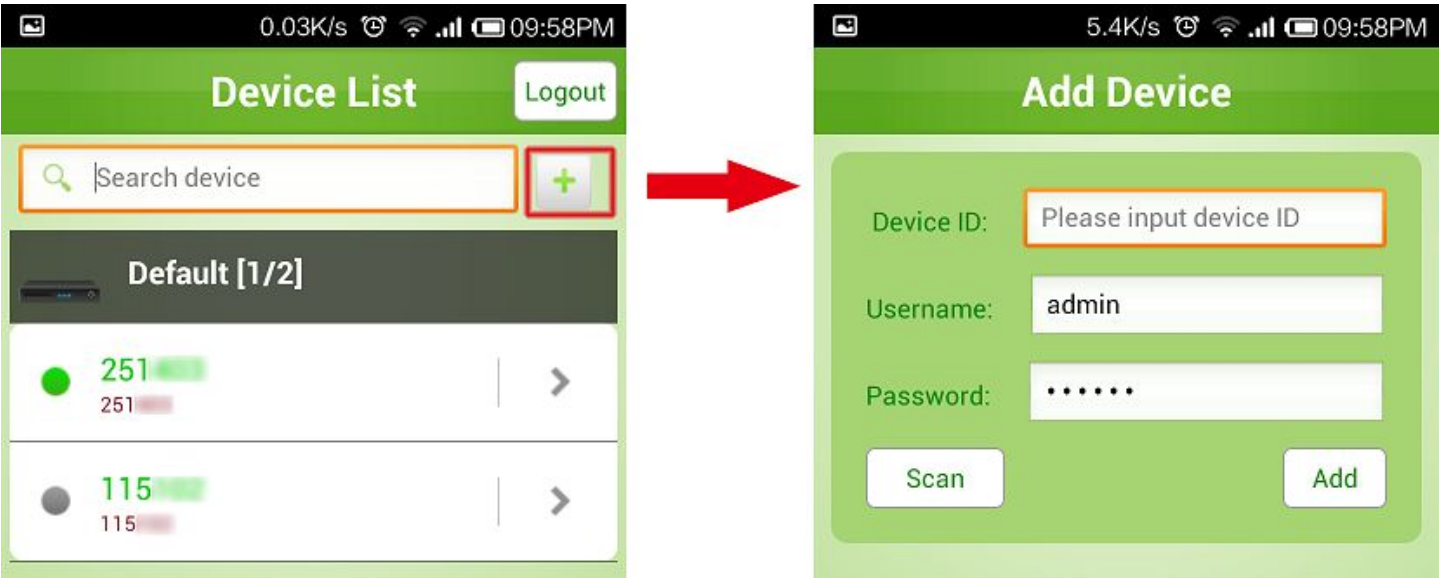 0.03K/s 09:58PM
Device List Logout
Search device
Default [1/2]
251
251
115
115
5.4K/s 09:58PM
Add Device
Device ID: Please input device ID
Username: admin
Password: ••••••
Scan Add